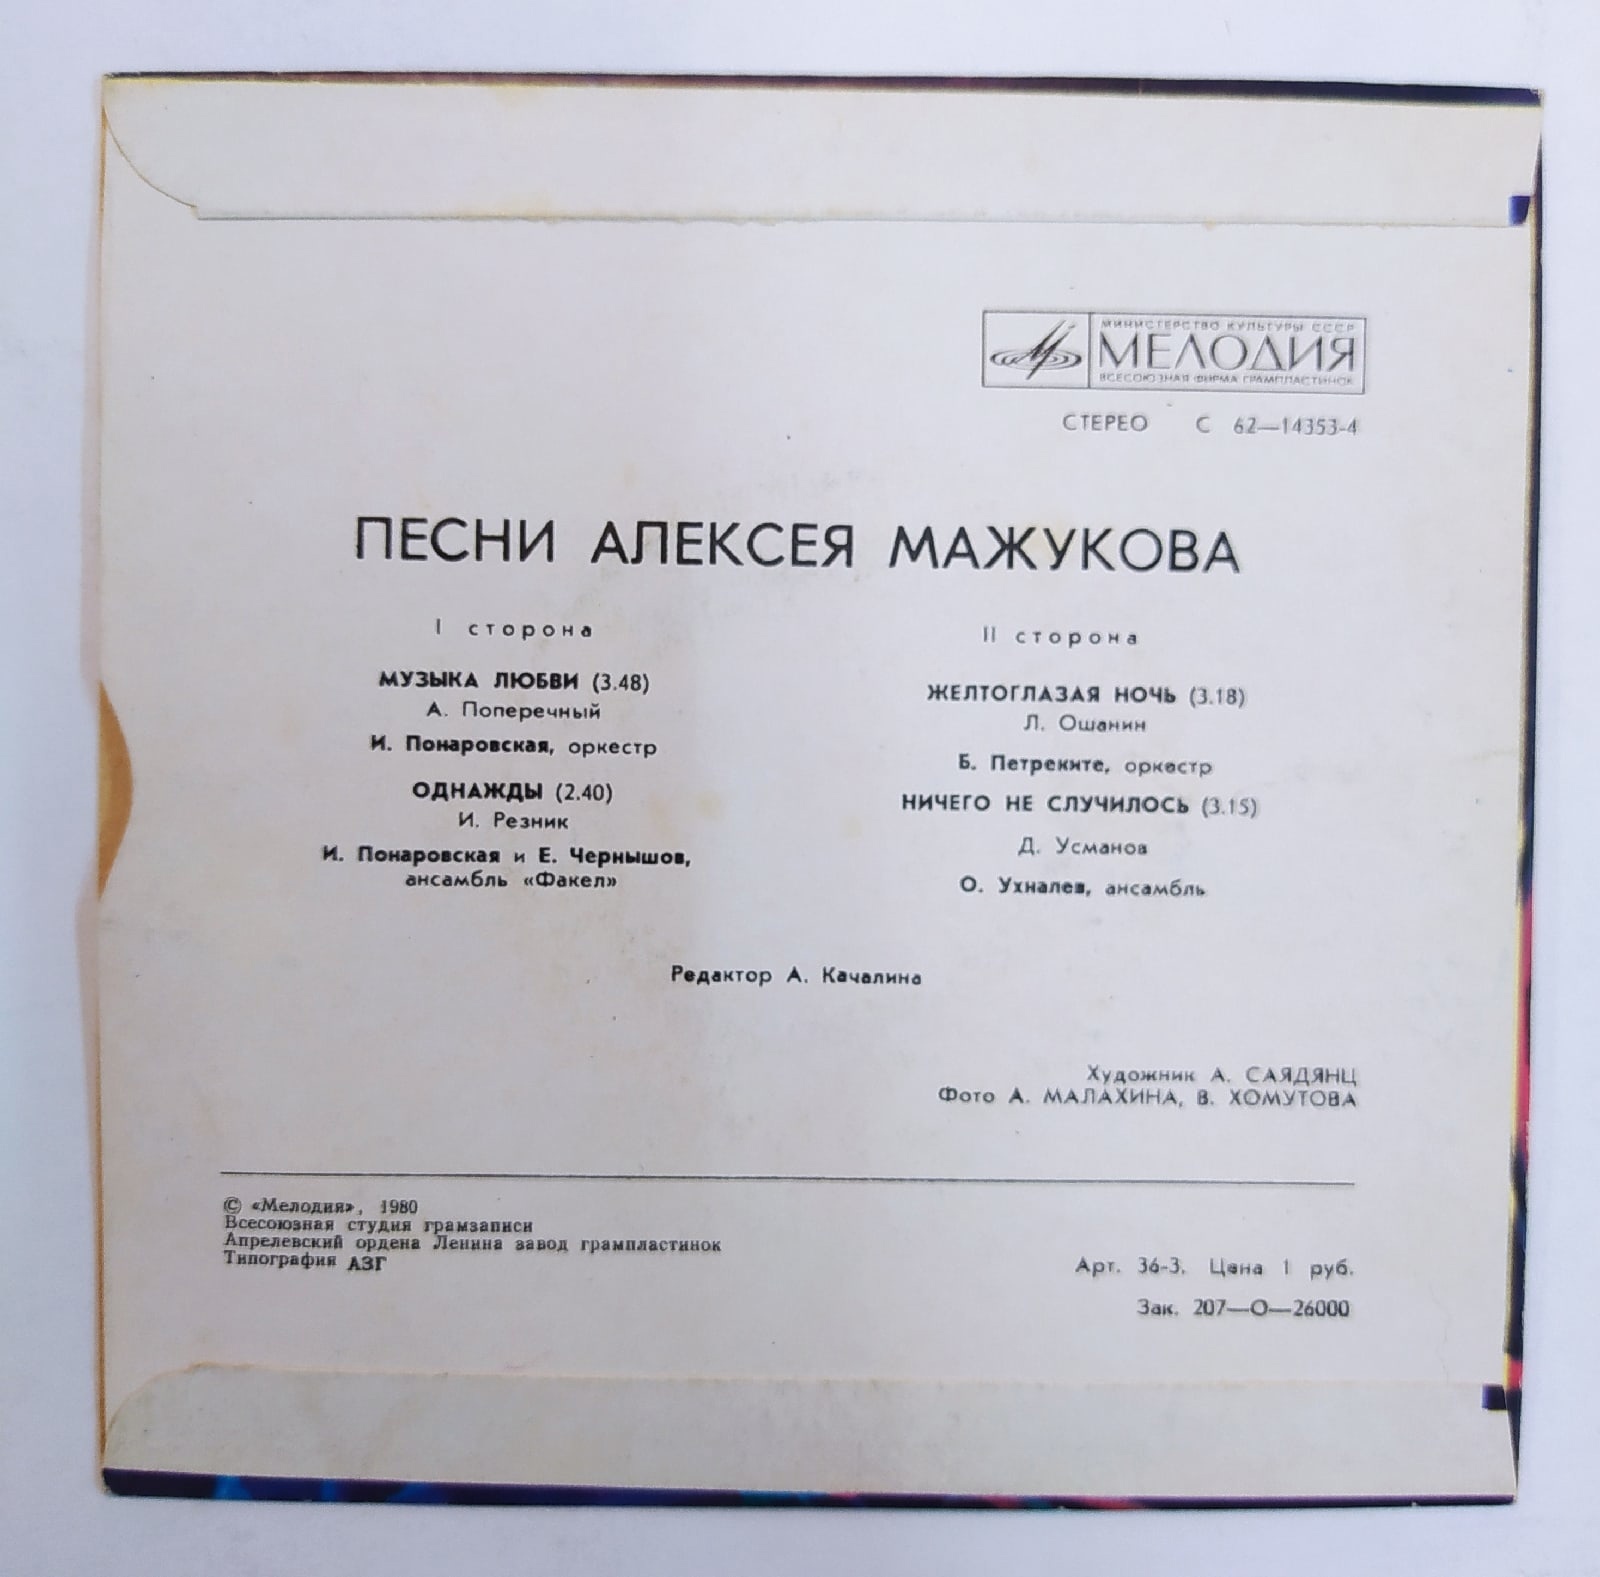 МИНИСТЕРСТВО КУЛЬТУРЫ СССР
МЕЛОДИЯ
ВСЕСОЮЗНАЯ ФИРМА ГРАМПЛАСТИНОК
СТЕРЕО С 62—14353-4
ПЕСНИ АЛЕКСЕЯ МАЖУКОВА
I сторона
МУЗЫКА ЛЮБВИ (3.48)
А. Поперечный
И. Понаровская, оркестр
ОДНАЖДЫ (2.40)
И. Резник
И. Понаровская и Е. Чернышов,
ансамбль «Факел»
II сторона
ЖЕЛТОГЛАЗАЯ НОЧЬ (3.18)
Л. Ошанин
Б. Петреките, оркестр
НИЧЕГО НЕ СЛУЧИЛОСЬ (3.15)
Д. Усманов
О. Ухналев, ансамбль
Редактор А. Качалина
Художник А. САЯДЯНЦ
Фото А. МАЛАХИНА, В. ХОМУТОВА
© «Мелодия», 1980
Всесоюзная студия грамзаписи
Апрелевский ордена Ленина завод грампластинок
Типография АЗГ
Арт. 36-3. Цена 1 руб.
Зак. 207—О—26000